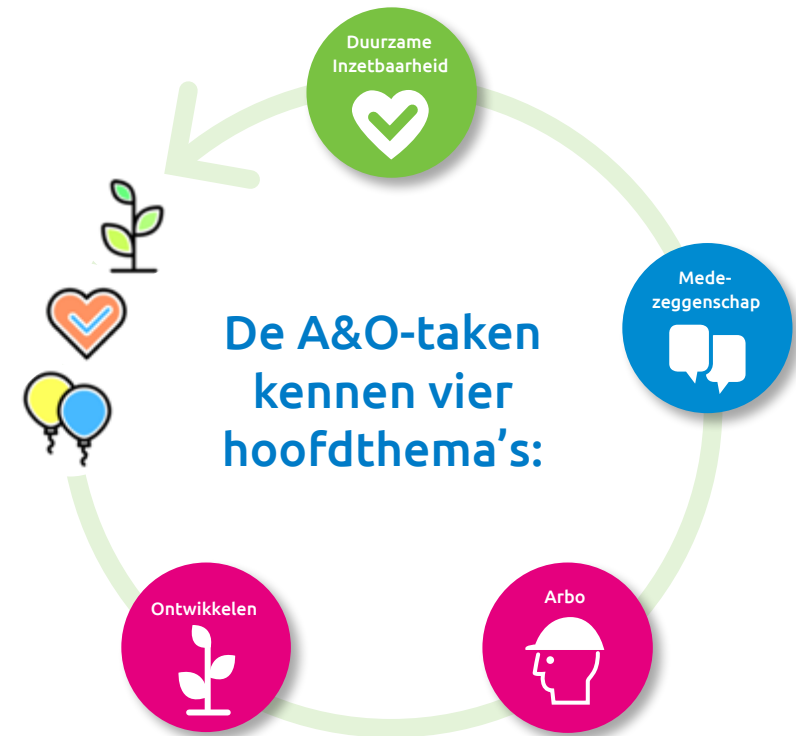 Duurzame
Inzetbaarheid
Mede-
zeggenschap
De A&O-taken
kennen vier
hoofdthema’s:
Ontwikkelen
Arbo